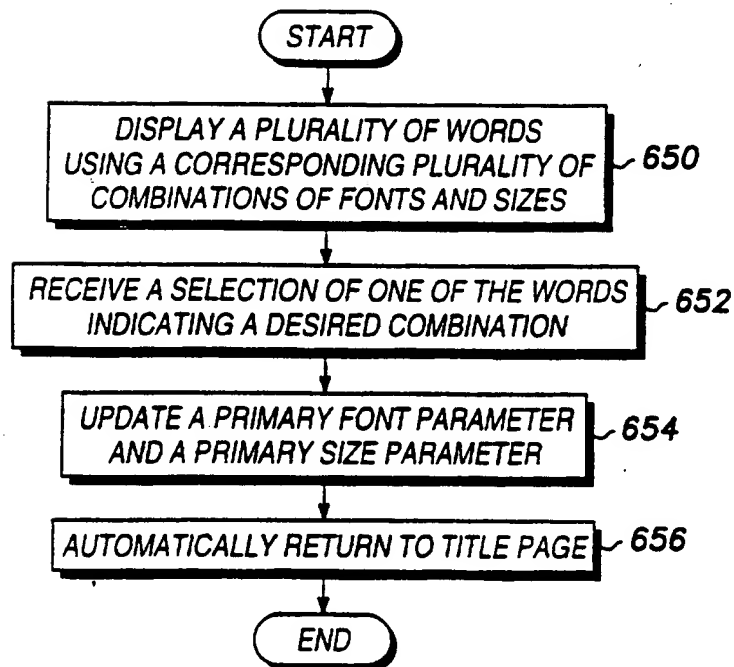 START
DISPLAY A PLURALITY OF WORDS
USING A CORRESPONDING PLURALITY OF
COMBINATIONS OF FONTS AND SIZES
650
RECEIVE A SELECTION OF ONE OF THE WORDS
INDICATING A DESIRED COMBINATION
652
UPDATE A PRIMARY FONT PARAMETER
AND A PRIMARY SIZE PARAMETER
654
AUTOMATICALLY RETURN TO TITLE PAGE
656
END